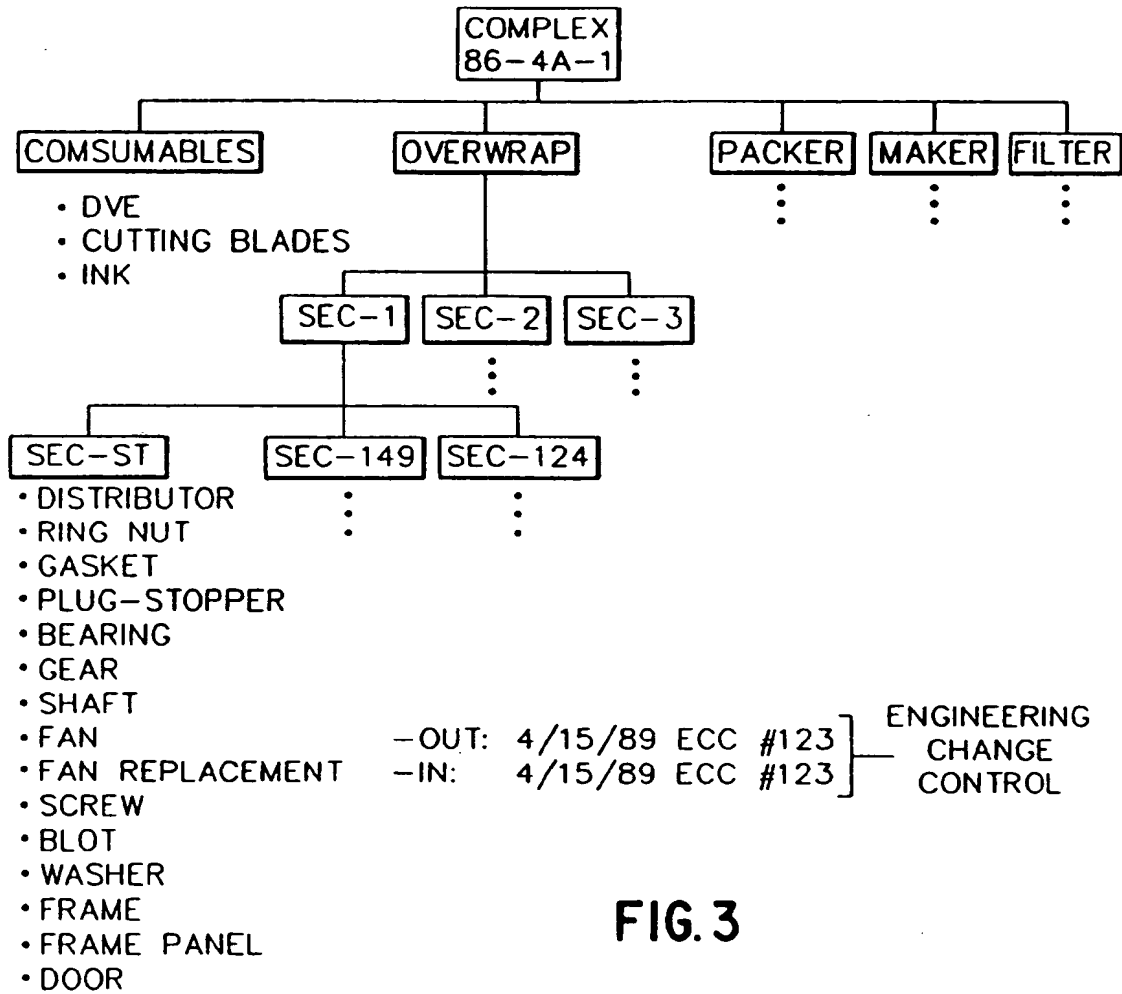 COMPLEX
86-4A-1
COMSUMABLES
OVERWRAP
PACKER
MAKER
FILTER
• DVE
• CUTTING BLADES
• INK
SEC-1
SEC-2
SEC-3
SEC-ST
SEC-149
SEC-124
• DISTRIBUTOR
• RING NUT
• GASKET
• PLUG-STOPPER
• BEARING
• GEAR
• SHAFT
• FAN -OUT: 4/15/89 ECC #123
• FAN REPLACEMENT -IN: 4/15/89 ECC #123
ENGINEERING
CHANGE
CONTROL
• SCREW
• BLOT
• WASHER
• FRAME
• FRAME PANEL
• DOOR
FIG. 3